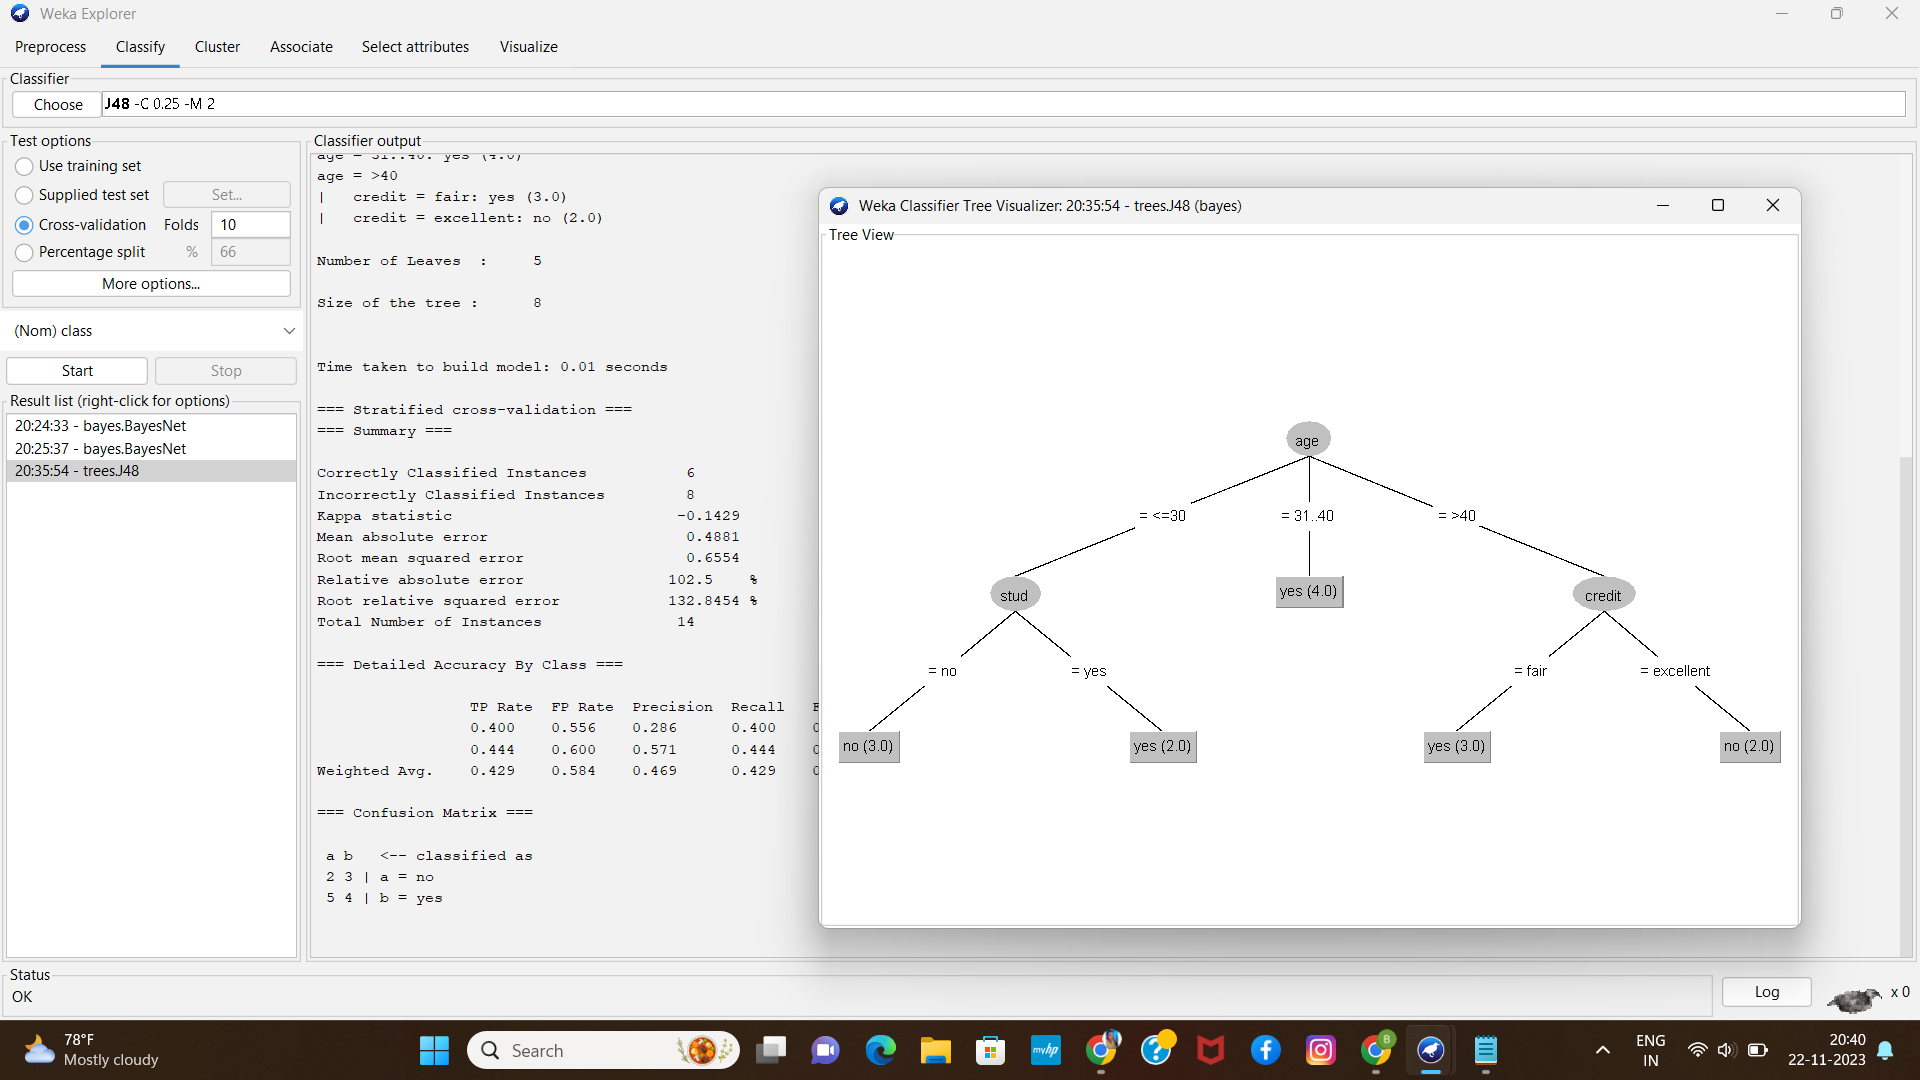 Weka Explorer
Preprocess Classify Cluster Associate Select attributes Visualize
Classifier
Choose J48 -C 0.25 -M 2
Test options
Use training set
Supplied test set Set...
Cross-validation Folds 10
Percentage split % 66
More options...
(Nom) class
Start Stop
Result list (right-click for options)
20:24:33 - bayes.BayesNet
20:25:37 - bayes.BayesNet
20:35:54 - trees.J48
Classifier output
age = 31..40: yes (4.0)
age = >40
|   credit = fair: yes (3.0)
|   credit = excellent: no (2.0)
Number of Leaves  :     5
Size of the tree :      8
Time taken to build model: 0.01 seconds
=== Stratified cross-validation ===
=== Summary ===
Correctly Classified Instances 6
Incorrectly Classified Instances 8
Kappa statistic -0.1429
Mean absolute error 0.4881
Root mean squared error 0.6554
Relative absolute error 102.5 %
Root relative squared error 132.8454 %
Total Number of Instances 14
=== Detailed Accuracy By Class ===
TP Rate FP Rate Precision Recall
0.400 0.556 0.286 0.400
0.444 0.600 0.571 0.444
Weighted Avg. 0.429 0.584 0.469 0.429
=== Confusion Matrix ===
a b   <-- classified as
2 3 | a = no
5 4 | b = yes
Weka Classifier Tree Visualizer: 20:35:54 - trees.J48 (bayes)
Tree View
age
= <=30 = 31..40 = >40
stud yes (4.0) credit
= no = yes = fair = excellent
no (3.0) yes (2.0) yes (3.0) no (2.0)
Status
OK
Log x 0
78°F
Mostly cloudy
Search
myhp
B
ENG
IN
20:40
22-11-2023